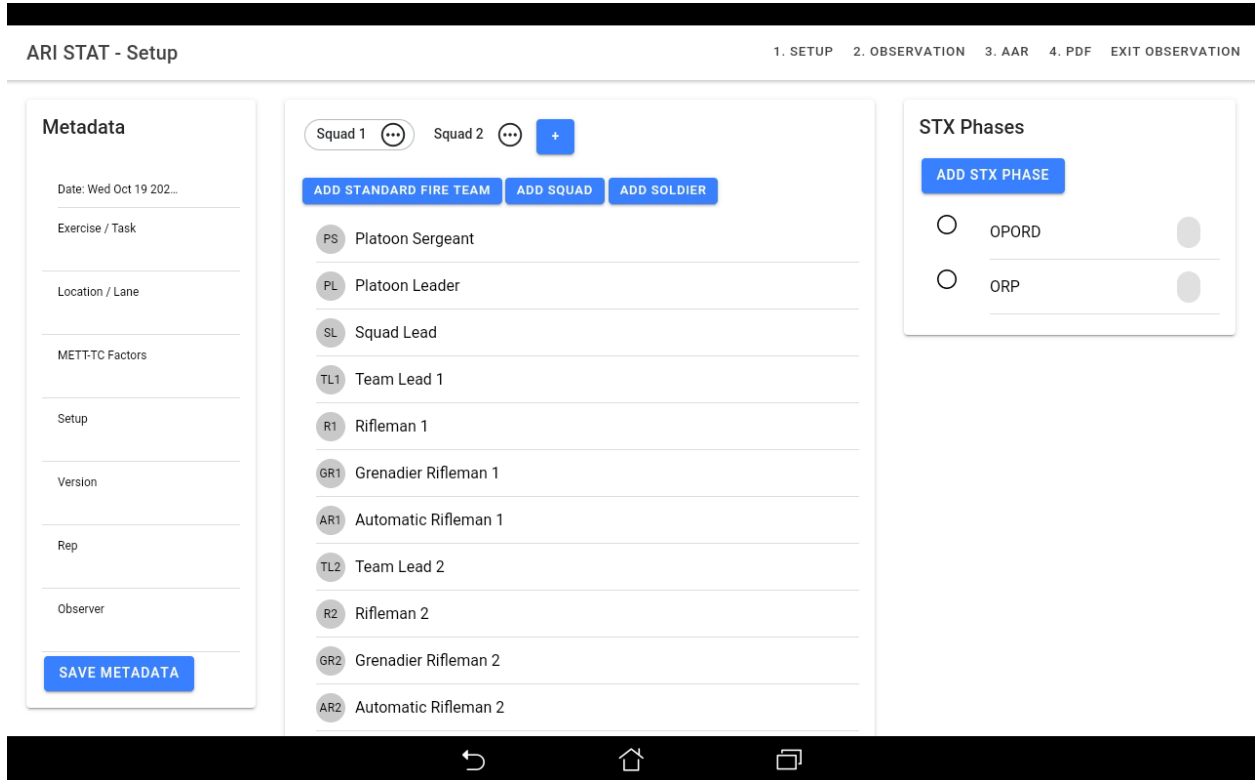 ARI STAT - Setup
1. SETUP 2. OBSERVATION 3. AAR 4. PDF EXIT OBSERVATION
Metadata
Date: Wed Oct 19 202...
Exercise / Task
Location / Lane
METT-TC Factors
Setup
Version
Rep
Observer
SAVE METADATA
Squad 1 Squad 2 +
ADD STANDARD FIRE TEAM ADD SQUAD ADD SOLDIER
PS Platoon Sergeant
PL Platoon Leader
SL Squad Lead
TL1 Team Lead 1
R1 Rifleman 1
GR1 Grenadier Rifleman 1
AR1 Automatic Rifleman 1
TL2 Team Lead 2
R2 Rifleman 2
GR2 Grenadier Rifleman 2
AR2 Automatic Rifleman 2
STX Phases
ADD STX PHASE
OPORD
ORP